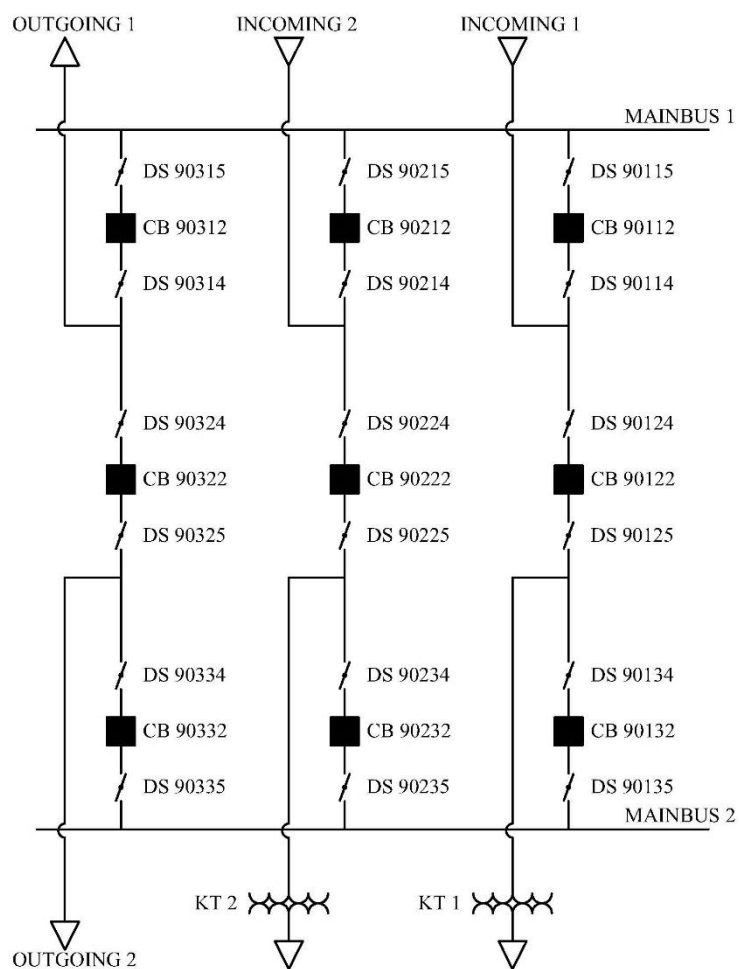 OUTGOING 1
INCOMING 2
INCOMING 1
MAINBUS 1
DS 90315
DS 90215
DS 90115
CB 90312
CB 90212
CB 90112
DS 90314
DS 90214
DS 90114
DS 90324
DS 90224
DS 90124
CB 90322
CB 90222
CB 90122
DS 90325
DS 90225
DS 90125
DS 90334
DS 90234
DS 90134
CB 90332
CB 90232
CB 90132
DS 90335
DS 90235
DS 90135
MAINBUS 2
KT 2
KT 1
OUTGOING 2